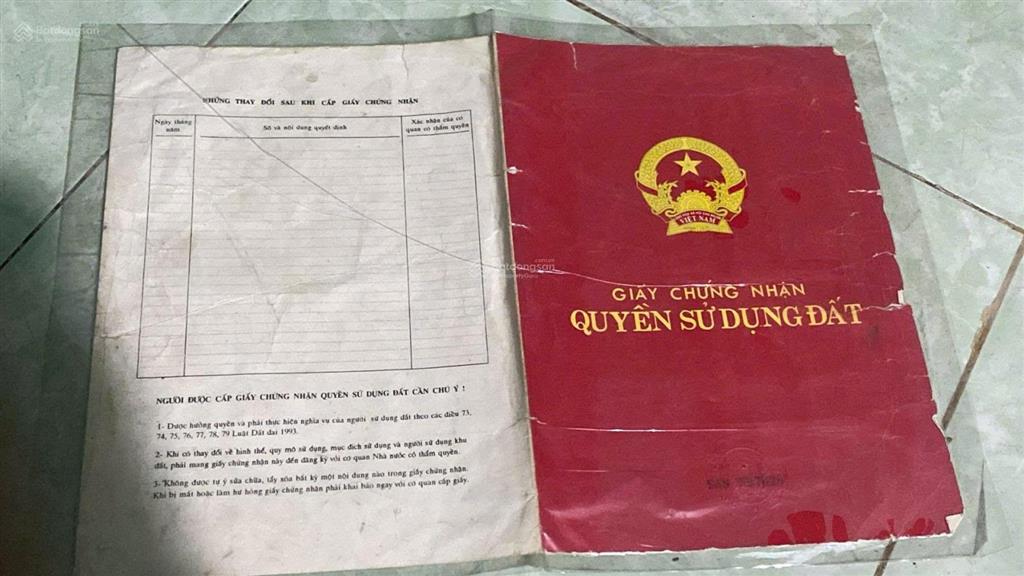 Batdongsan
NHỮNG THAY ĐỔI SAU KHI CẤP GIẤY CHỨNG NHẬN
Ngày tháng năm
Số và nội dung quyết định
Xác nhận của cơ quan có thẩm quyền
NGƯỜI ĐƯỢC CẤP GIẤY CHỨNG NHẬN QUYỀN SỬ DỤNG ĐẤT CẦN CHÚ Ý !
1- Được hưởng quyền và phải thực hiện nghĩa vụ của người sử dụng đất theo các điều 73,
74, 75, 76, 77, 78, 79 Luật Đất đai 1993.
2- Khi có thay đổi về hình thể, quy mô sử dụng, mục đích sử dụng và người sử dụng khu
đất, phải mang giấy chứng nhận này đến đăng ký với cơ quan Nhà nước có thẩm quyền.
3- Không được tự ý sửa chữa, tẩy xóa bất kỳ một nội dung nào trong giấy chứng nhận.
Khi bị mất hoặc làm hư hỏng giấy chứng nhận phải khai báo ngay với cơ quan cấp giấy.
VIỆT NAM
Batdongsan
GIẤY CHỨNG NHẬN
QUYỀN SỬ DỤNG ĐẤT